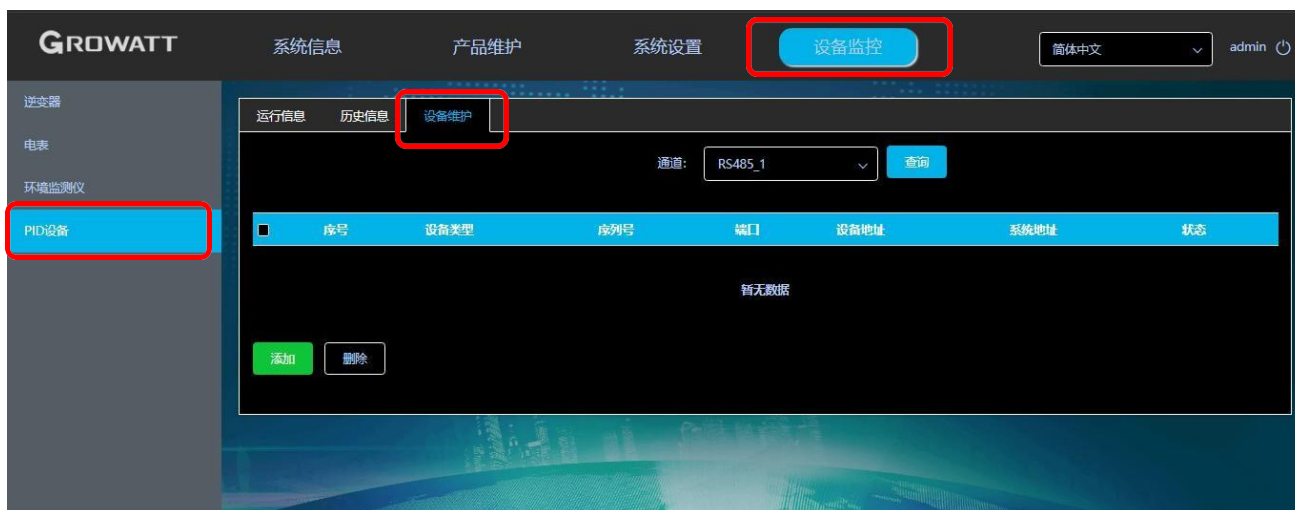 GROWATT 系统信息 产品维护 系统设置 设备监控 简体中文 admin
逆变器
电表
环境监测仪
PID设备
运行信息 历史信息 设备维护
通道: RS485_1 查询
序号 设备类型 序列号 端口 设备地址 系统地址 状态
暂无数据
添加 删除